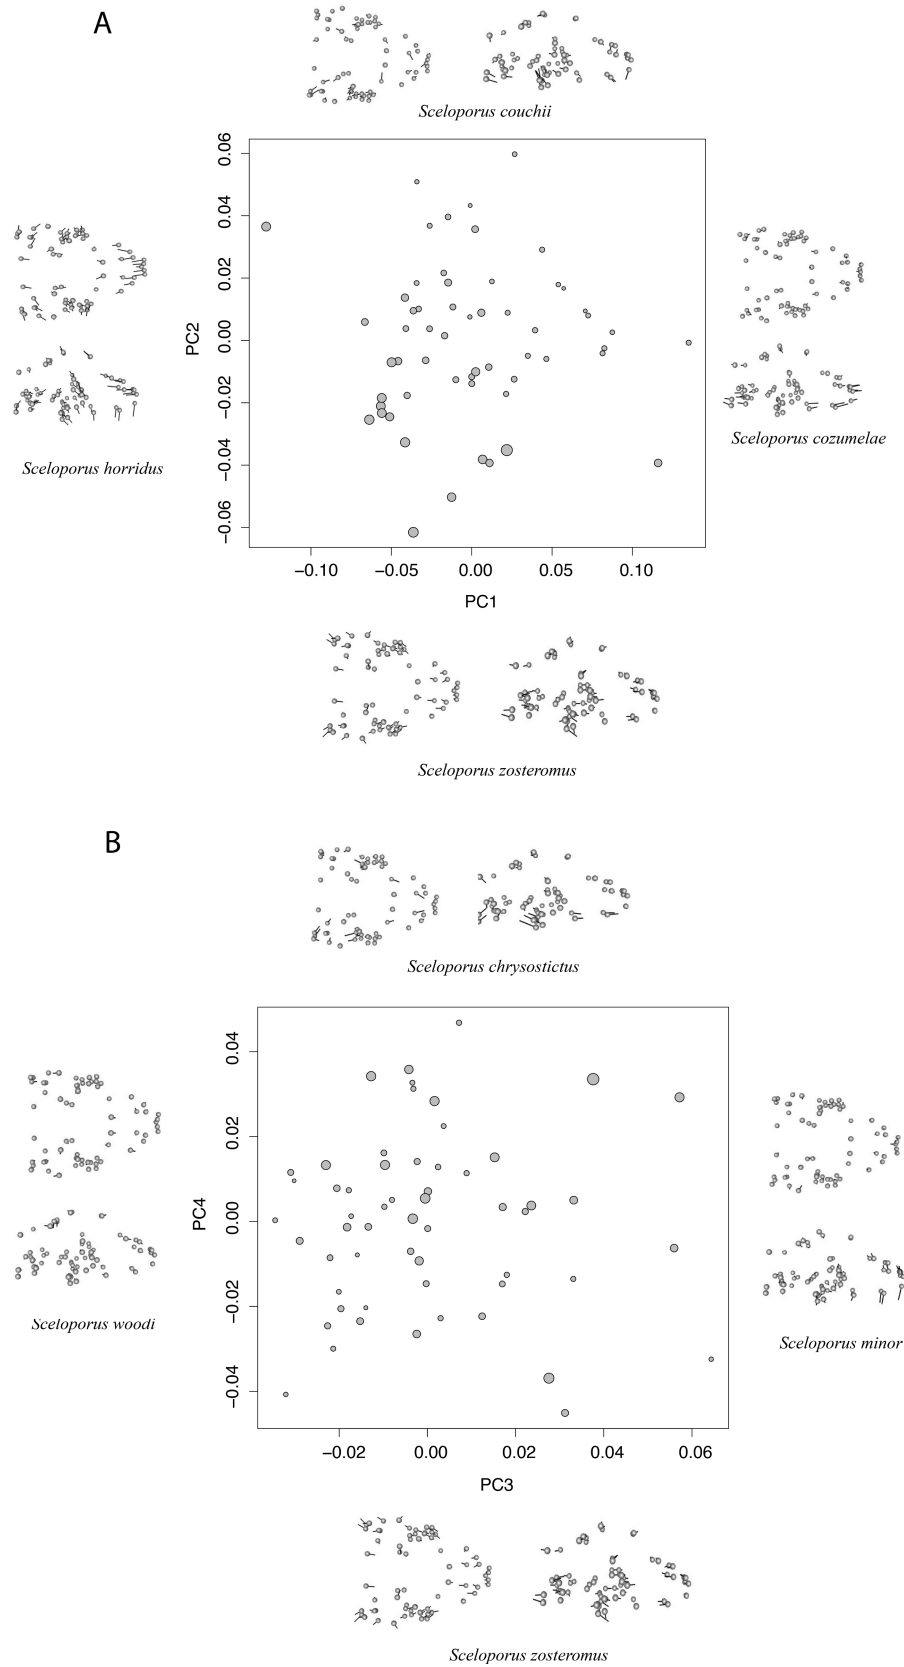 A
Sceloporus couchii
0.06
0.04
0.02
0.00
−0.02
−0.04
−0.06
PC2
Sceloporus horridus
Sceloporus cozumelae
−0.10 −0.05 0.00 0.05 0.10
PC1
Sceloporus zosteromus
B
Sceloporus chrysostictus
0.04
0.02
0.00
−0.02
−0.04
PC4
Sceloporus woodi
Sceloporus minor
−0.02 0.00 0.02 0.04 0.06
PC3
Sceloporus zosteromus